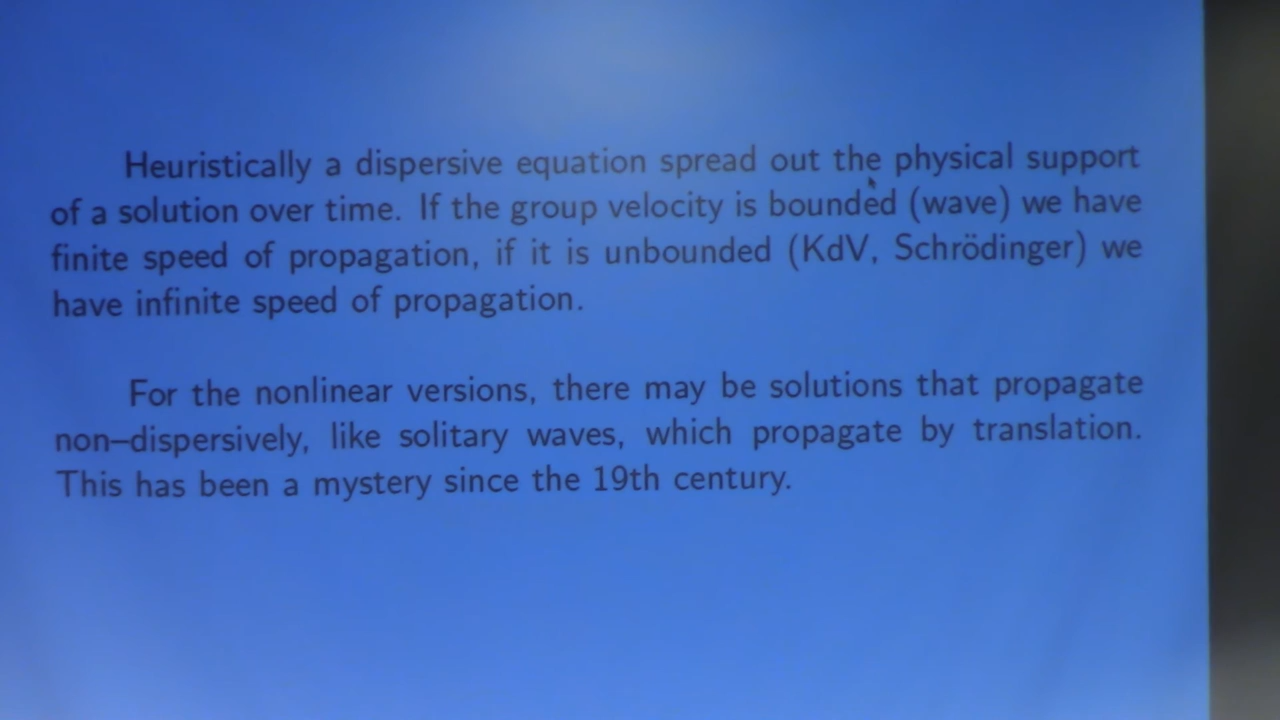 Heuristically a dispersive equation spread out the physical support
of a solution over time. If the group velocity is bounded (wave) we have
finite speed of propagation, if it is unbounded (KdV, Schrödinger) we
have infinite speed of propagation.
For the nonlinear versions, there may be solutions that propagate
non–dispersively, like solitary waves, which propagate by translation.
This has been a mystery since the 19th century.